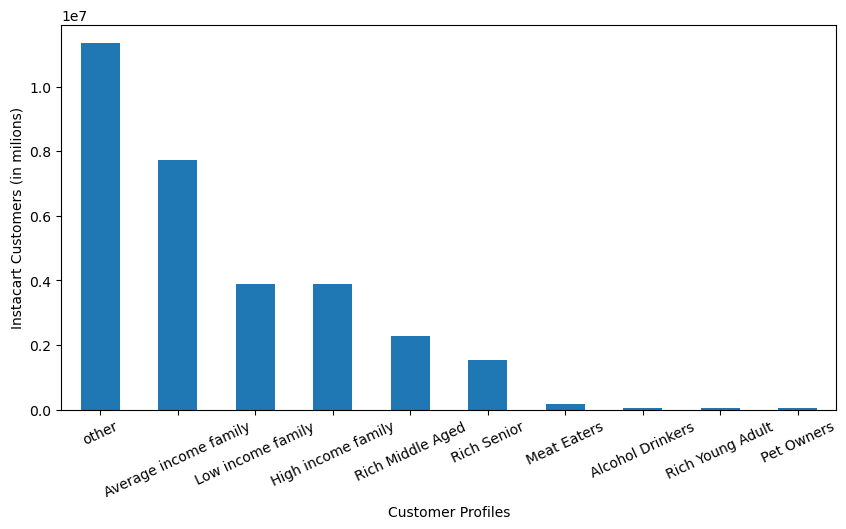 1e7
1.0
0.8
0.6
0.4
0.2
0.0
Instacart Customers (in milions)
other
Average income family
Low income family
High income family
Rich Middle Aged
Rich Senior
Meat Eaters
Alcohol Drinkers
Rich Young Adult
Pet Owners
Customer Profiles